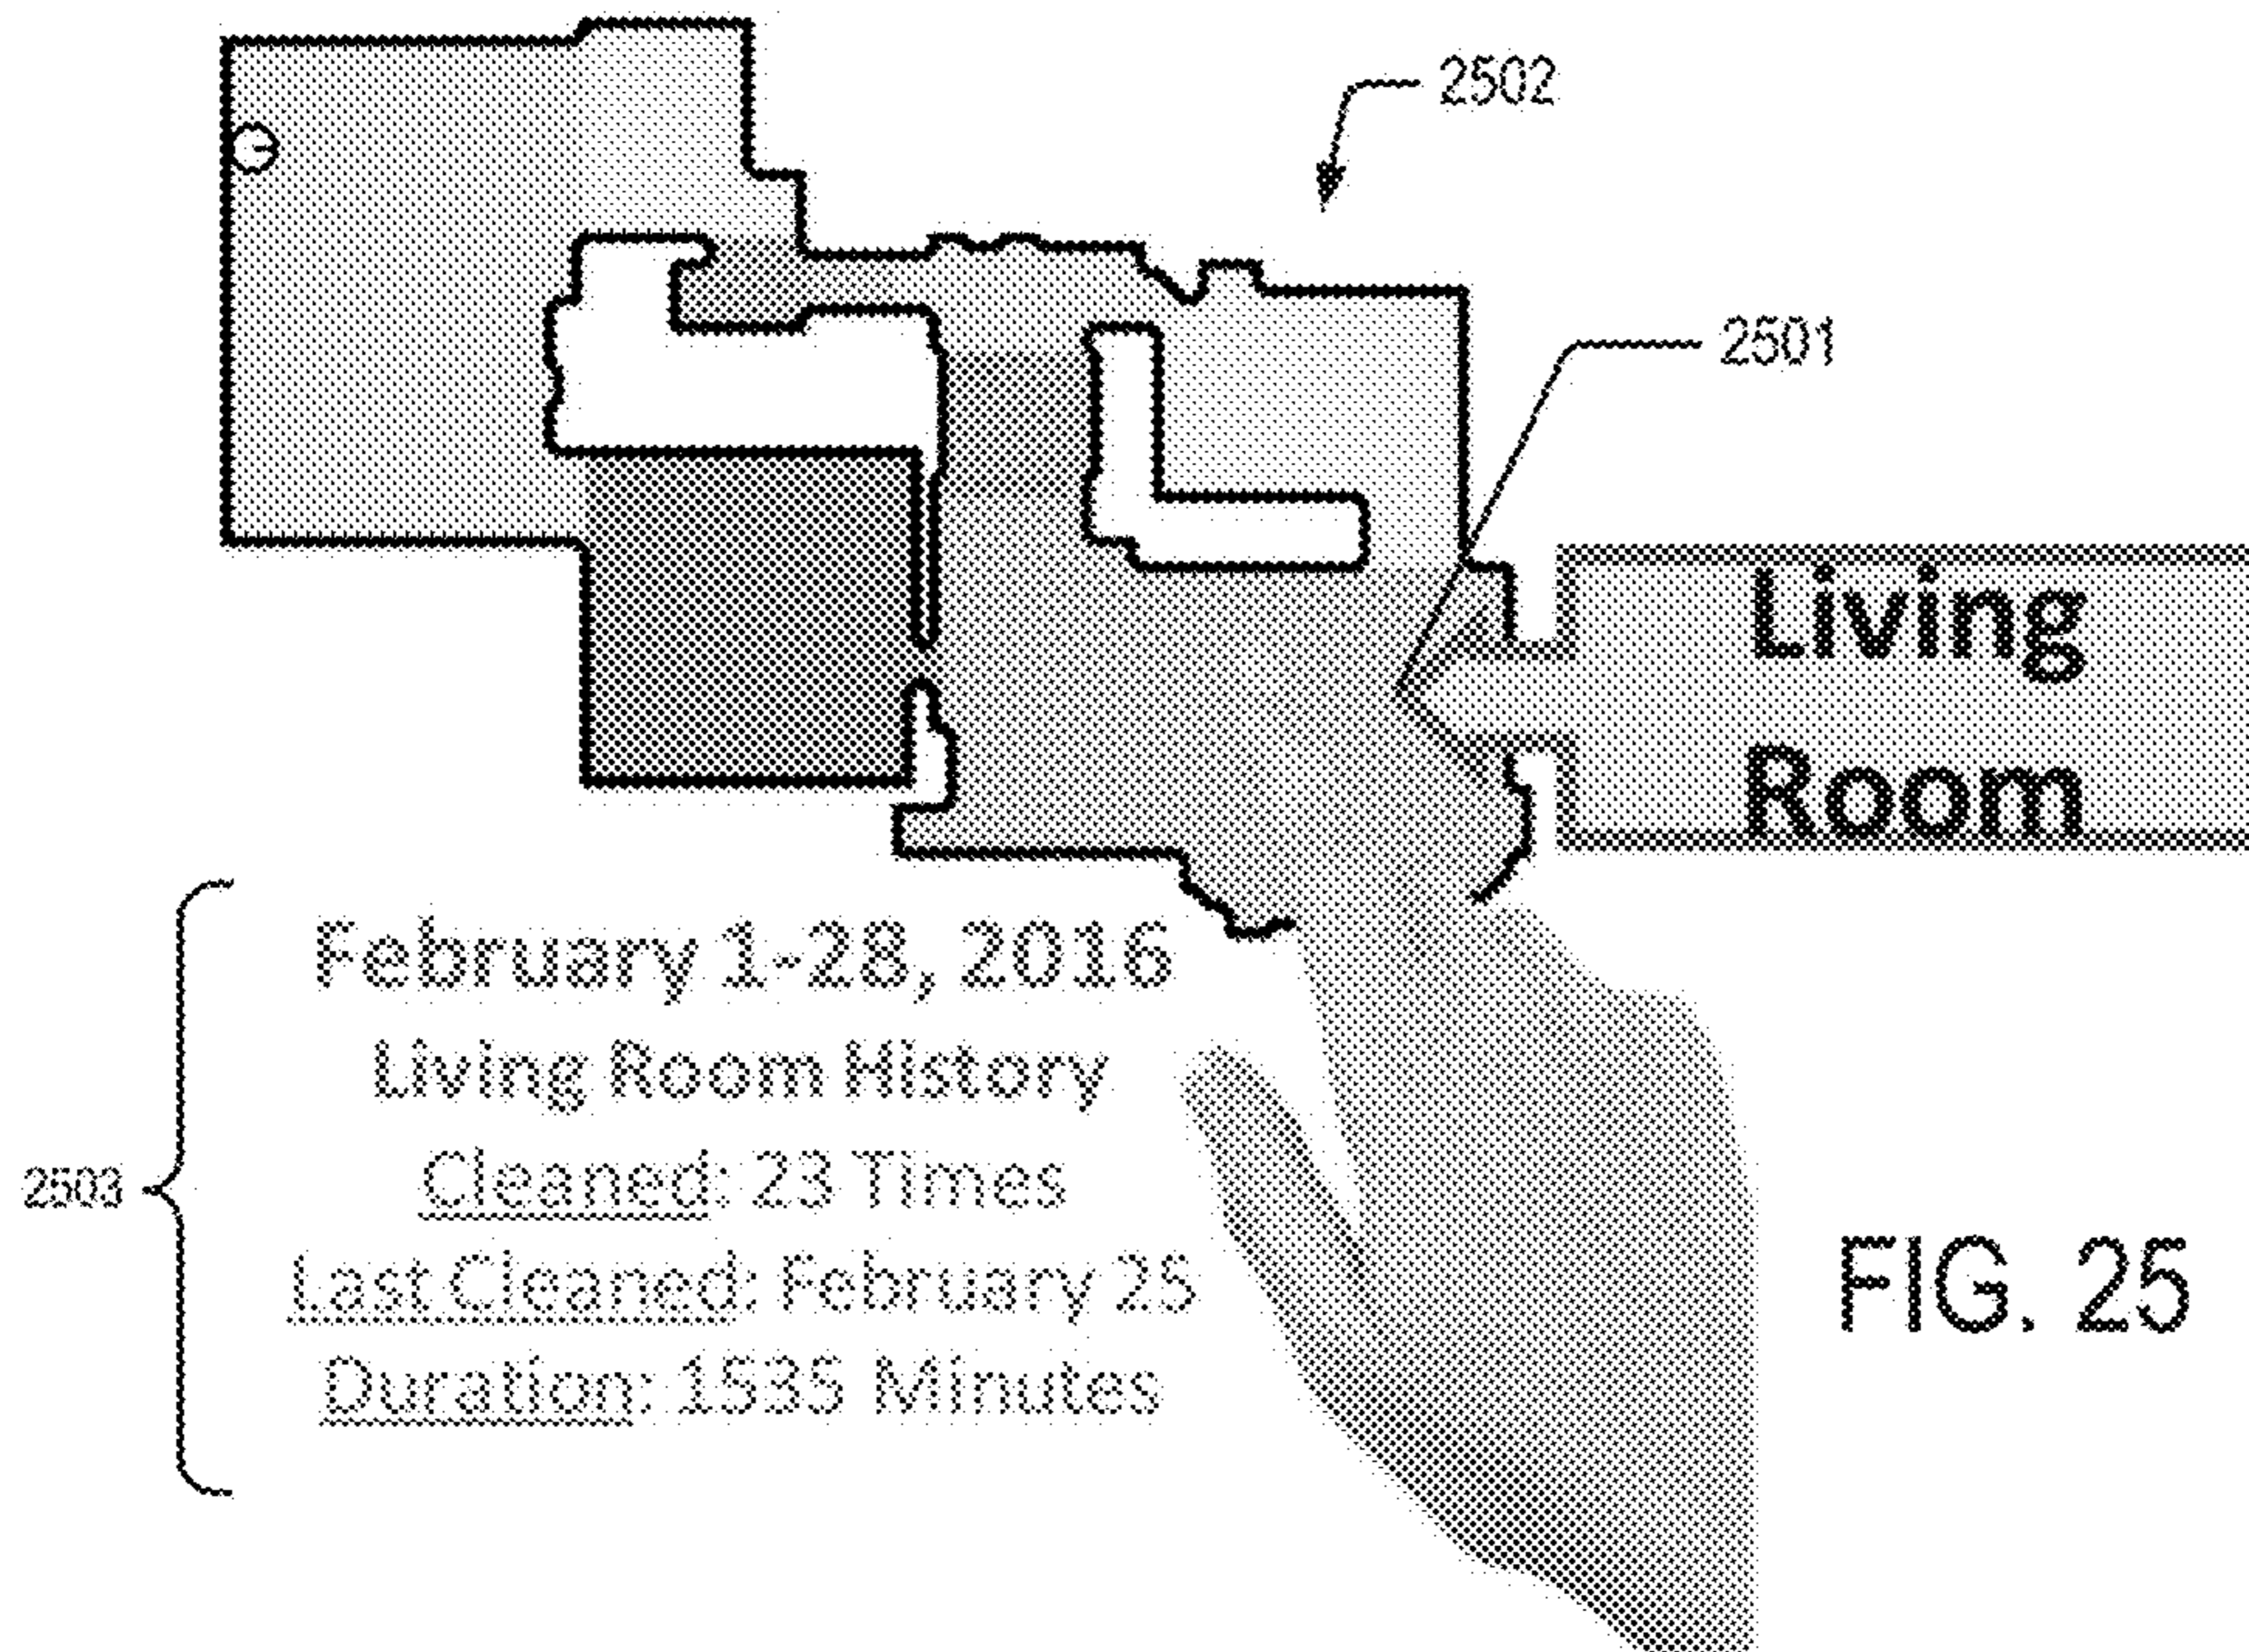 2502
2501
Living
Room
February 1-28, 2016
Living Room History
Cleaned: 23 Times
2503
Last Cleaned: February 25
Duration: 1535 Minutes
FIG. 25